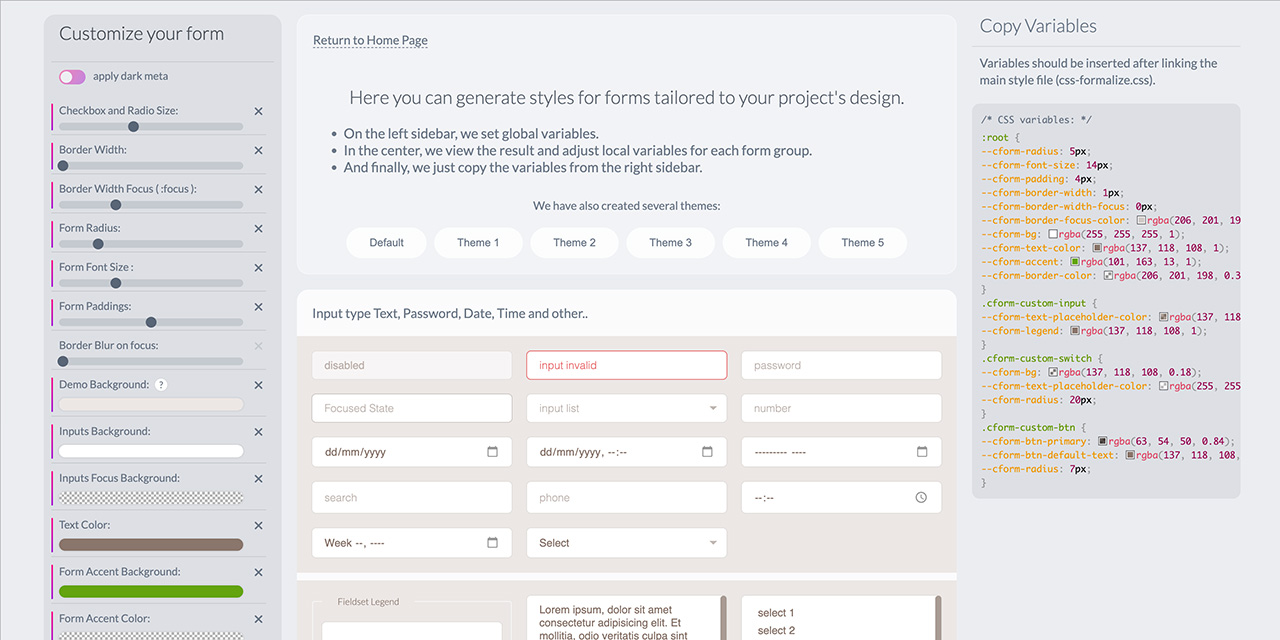 Customize your form
apply dark meta
Checkbox and Radio Size:
Border Width:
Border Width Focus ( :focus ):
Form Radius:
Form Font Size :
Form Paddings:
Border Blur on focus:
Demo Background: ?
Inputs Background:
Inputs Focus Background:
Text Color:
Form Accent Background:
Form Accent Color:
Return to Home Page
Here you can generate styles for forms tailored to your project's design.
• On the left sidebar, we set global variables.
• In the center, we view the result and adjust local variables for each form group.
• And finally, we just copy the variables from the right sidebar.
We have also created several themes:
Default Theme 1 Theme 2 Theme 3 Theme 4 Theme 5
Input type Text, Password, Date, Time and other..
disabled input invalid password
Focused State input list number
dd/mm/yyyy dd/mm/yyyy, --:-- --------- ----
search phone --:--
Week --, ---- Select
Fieldset Legend
Lorem ipsum, dolor sit amet
consectetur adipisicing elit. Et
mollitia, odio veritatis culpa sint
select 1
select 2
Copy Variables
Variables should be inserted after linking the
main style file (css-formalize.css).
/* CSS variables: */
:root {
--cform-radius: 5px;
--cform-font-size: 14px;
--cform-padding: 4px;
--cform-border-width: 1px;
--cform-border-width-focus: 0px;
--cform-border-focus-color: rgba(206, 201, 19
--cform-bg: rgba(255, 255, 255, 1);
--cform-text-color: rgba(137, 118, 108, 1);
--cform-accent: rgba(101, 163, 13, 1);
--cform-border-color: rgba(206, 201, 198, 0.3
}
.cform-custom-input {
--cform-text-placeholder-color: rgba(137, 118
--cform-legend: rgba(137, 118, 108, 1);
}
.cform-custom-switch {
--cform-bg: rgba(137, 118, 108, 0.18);
--cform-text-placeholder-color: rgba(255, 255
--cform-radius: 20px;
}
.cform-custom-btn {
--cform-btn-primary: rgba(63, 54, 50, 0.84);
--cform-btn-default-text: rgba(137, 118, 108,
--cform-radius: 7px;
}